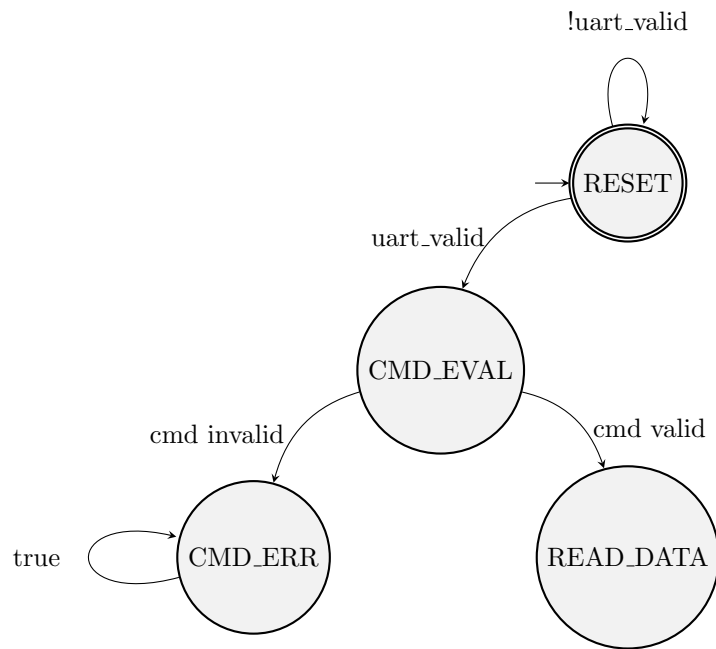 !uart_valid
RESET
uart_valid
CMD_EVAL
cmd invalid
cmd valid
true
CMD_ERR
READ_DATA